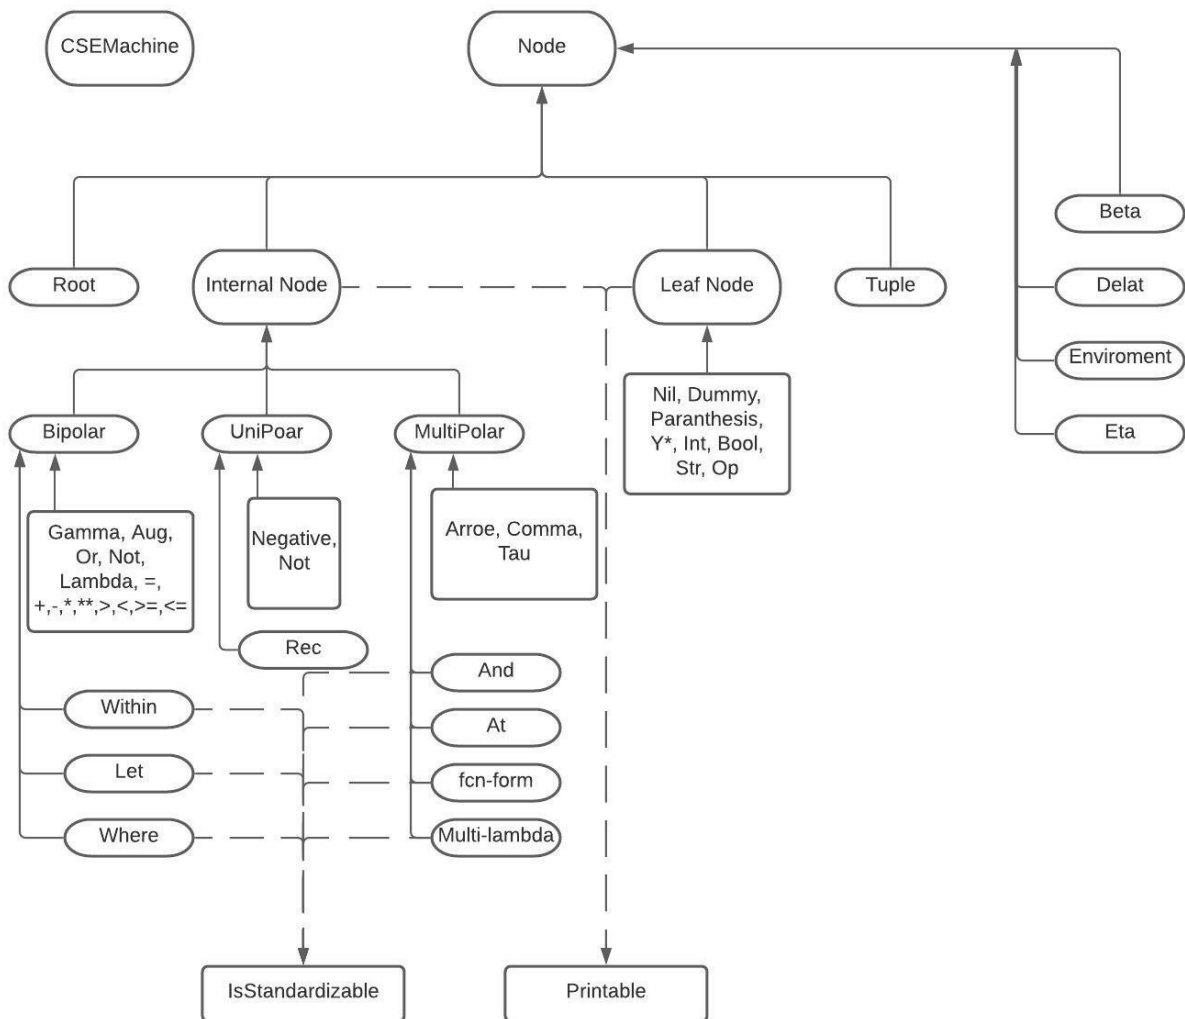 CSEMachine
Node
Beta
Root
Internal Node
Leaf Node
Tuple
Delat
Enviroment
Nil, Dummy,
Paranthesis,
Y*, Int, Bool,
Str, Op
Bipolar
UniPoar
MultiPolar
Eta
Gamma, Aug,
Or, Not,
Lambda, =,
+,-,*,**,>,<,>=,<=
Negative,
Not
Arroe, Comma,
Tau
Rec
And
Within
At
Let
fcn-form
Where
Multi-lambda
IsStandardizable
Printable